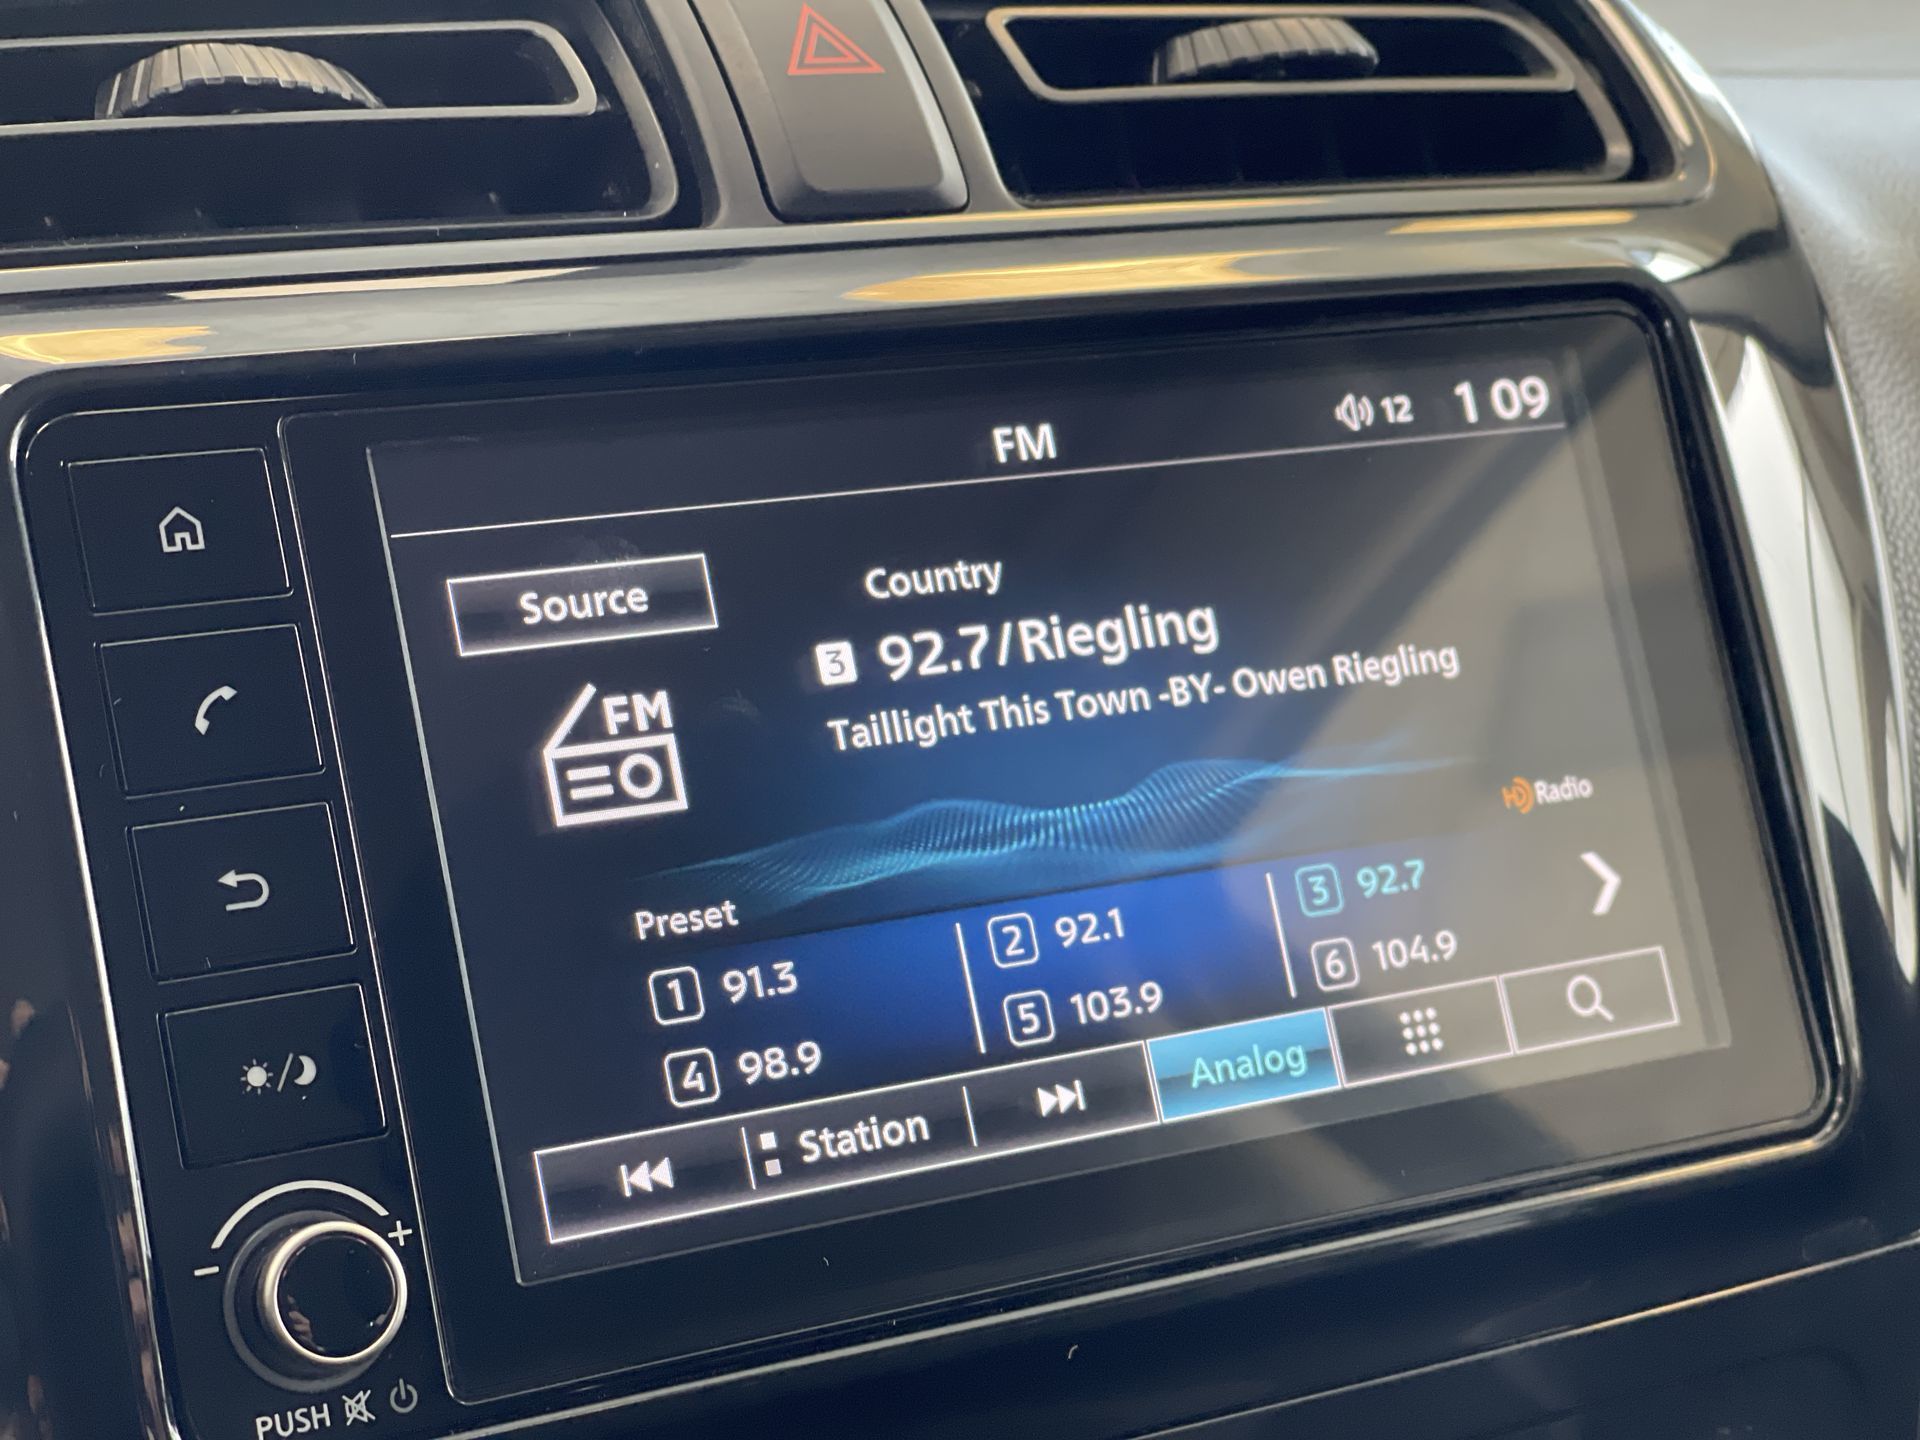 FM
12
1 09
Source
Country
3 92.7/Riegling
Taillight This Town -BY- Owen Riegling
FM
HD Radio
Preset
1 91.3
2 92.1
3 92.7
4 98.9
5 103.9
6 104.9
Station
Analog
- +
PUSH